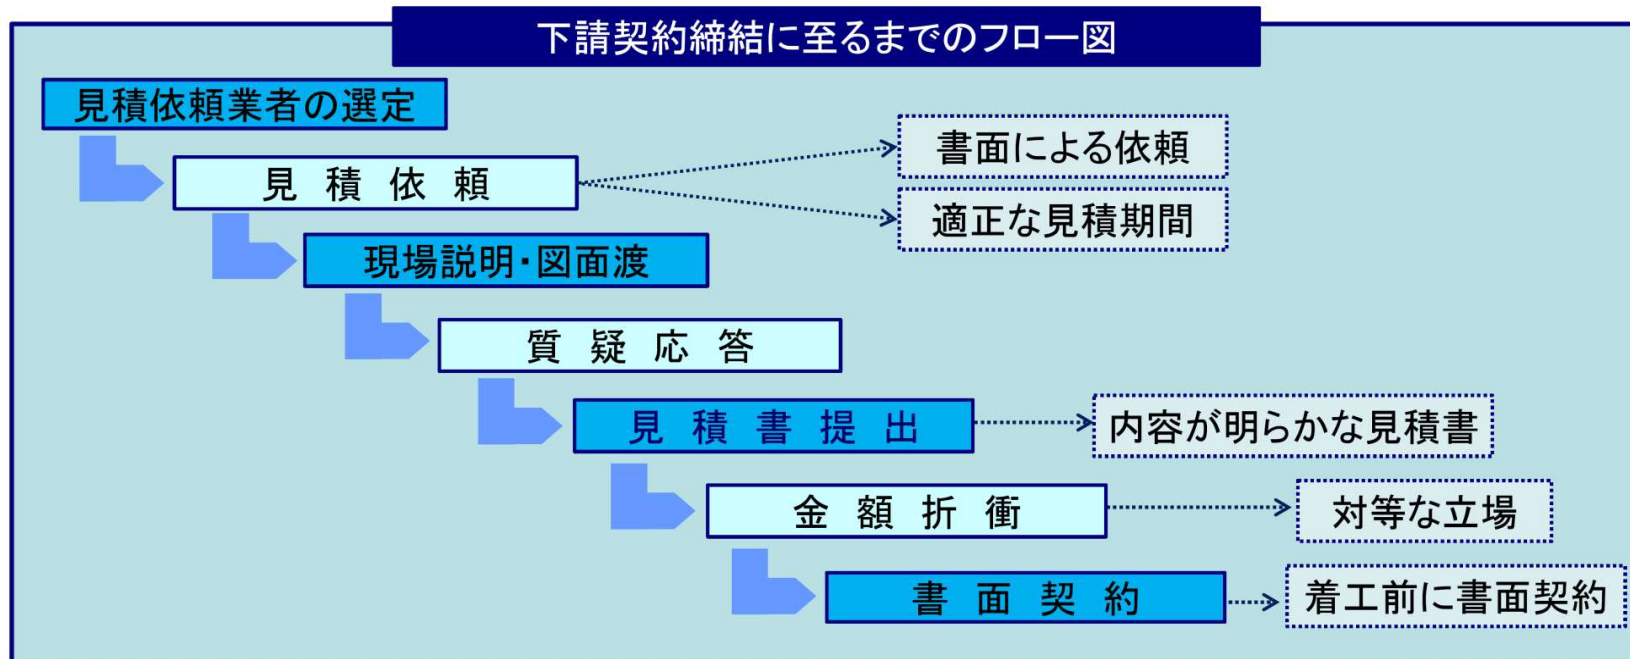 下請契約締結に至るまでのフロー図
見積依頼業者の選定
見積依頼
書面による依頼
適正な見積期間
現場説明・図面渡
質疑応答
見積書提出
内容が明らかな見積書
金額折衝
対等な立場
書面契約
着工前に書面契約